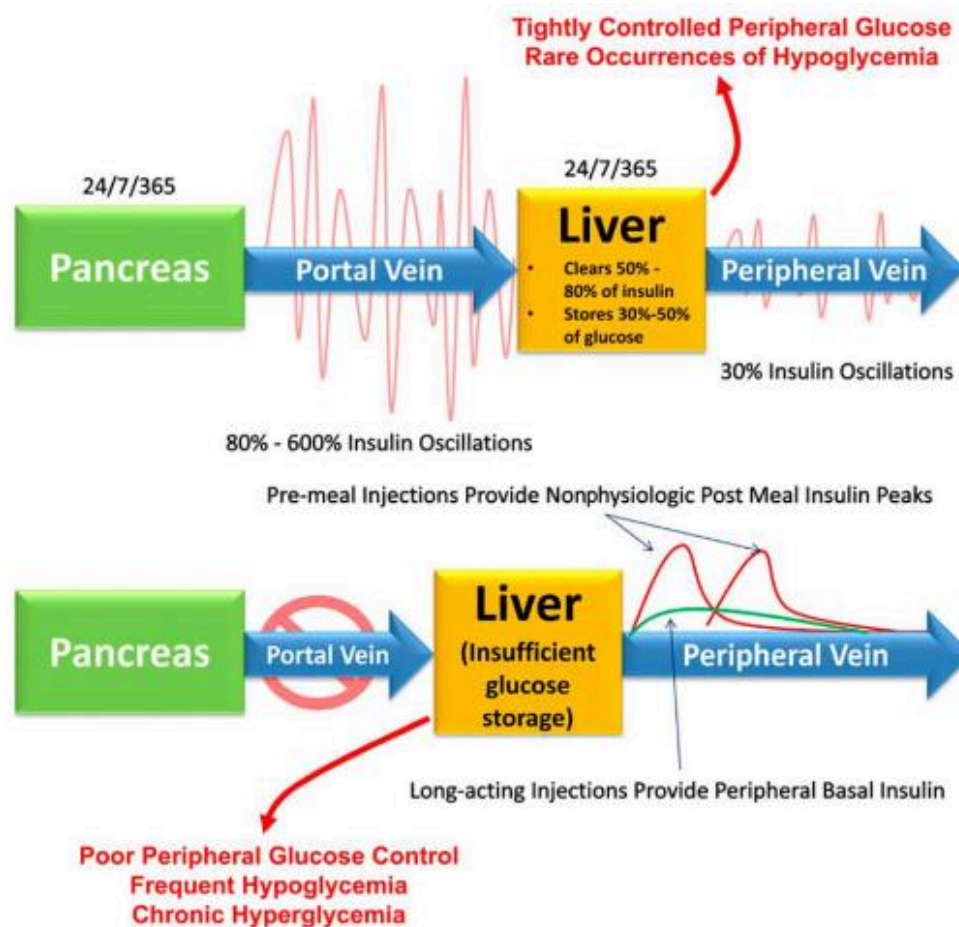 Tightly Controlled Peripheral Glucose
Rare Occurrences of Hypoglycemia
24/7/365
Pancreas
Portal Vein
24/7/365
Liver
• Clears 50% -
80% of insulin
• Stores 30%-50%
of glucose
Peripheral Vein
30% Insulin Oscillations
80% - 600% Insulin Oscillations
Pre-meal Injections Provide Nonphysiologic Post Meal Insulin Peaks
Pancreas
Portal Vein
Liver
(Insufficient
glucose
storage)
Peripheral Vein
Long-acting Injections Provide Peripheral Basal Insulin
Poor Peripheral Glucose Control
Frequent Hypoglycemia
Chronic Hyperglycemia